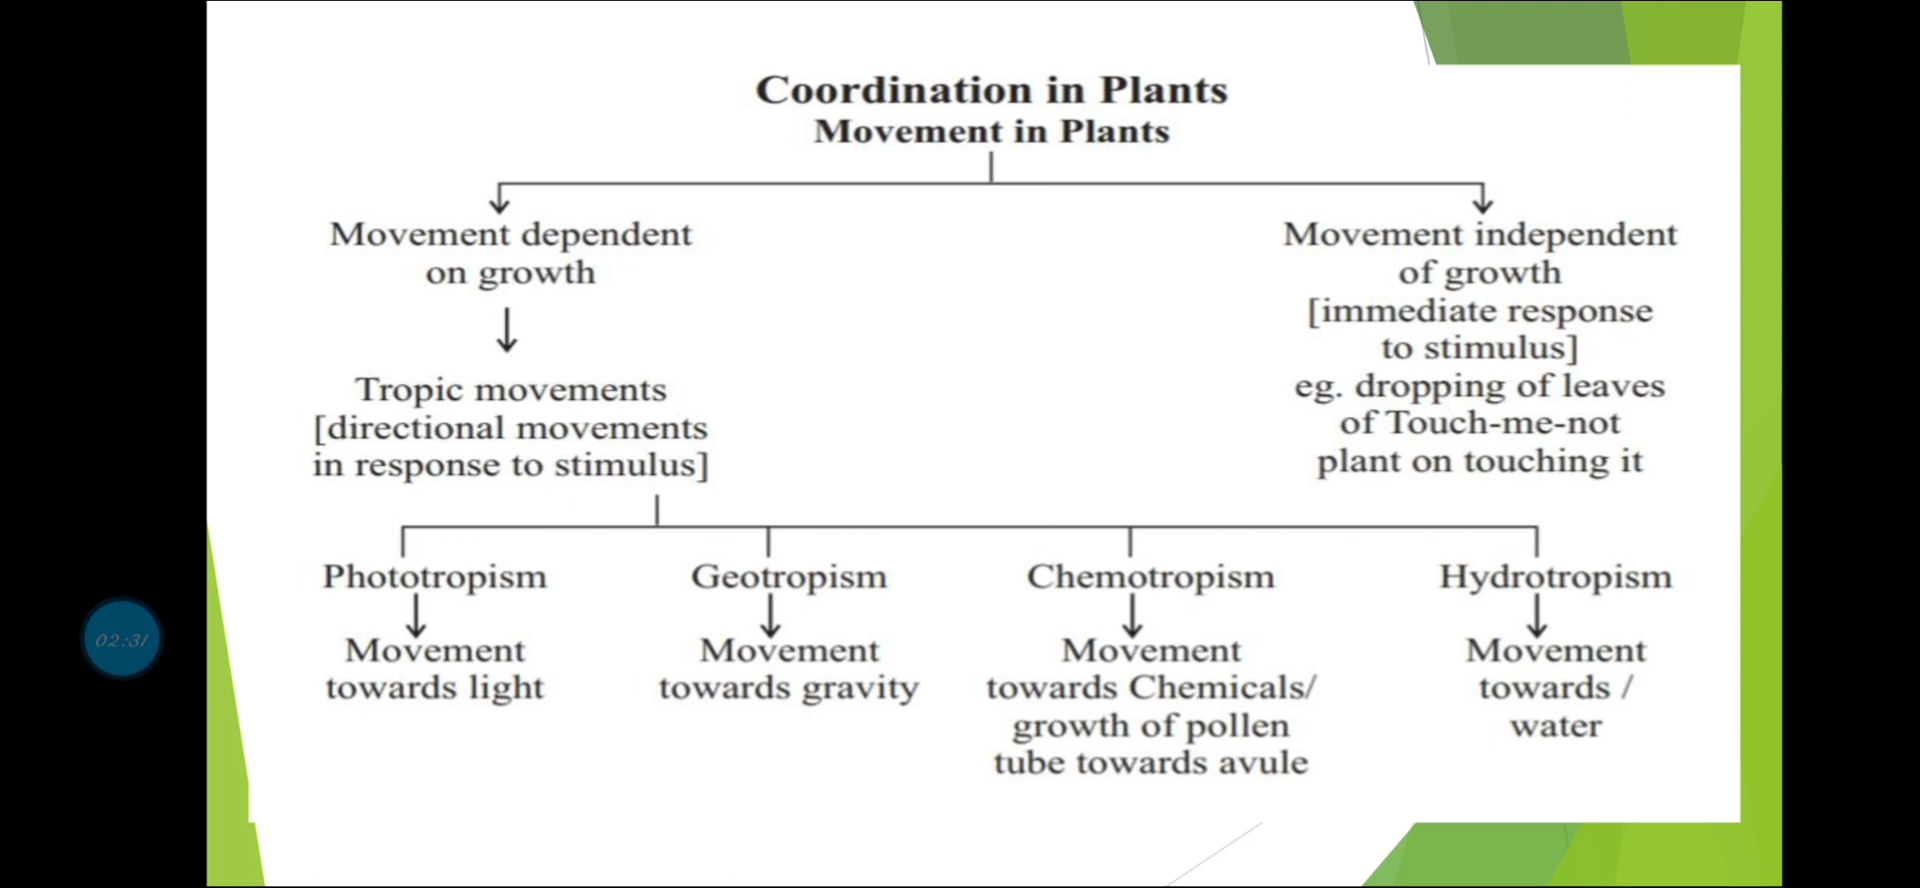 Coordination in Plants
Movement in Plants
Movement dependent
on growth
Tropic movements
[directional movements
in response to stimulus]
Movement independent
of growth
[immediate response
to stimulus]
eg. dropping of leaves
of Touch-me-not
plant on touching it
Phototropism
Movement
towards light
Geotropism
Movement
towards gravity
Chemotropism
Movement
towards Chemicals/
growth of pollen
tube towards avule
Hydrotropism
Movement
towards /
water
02:31